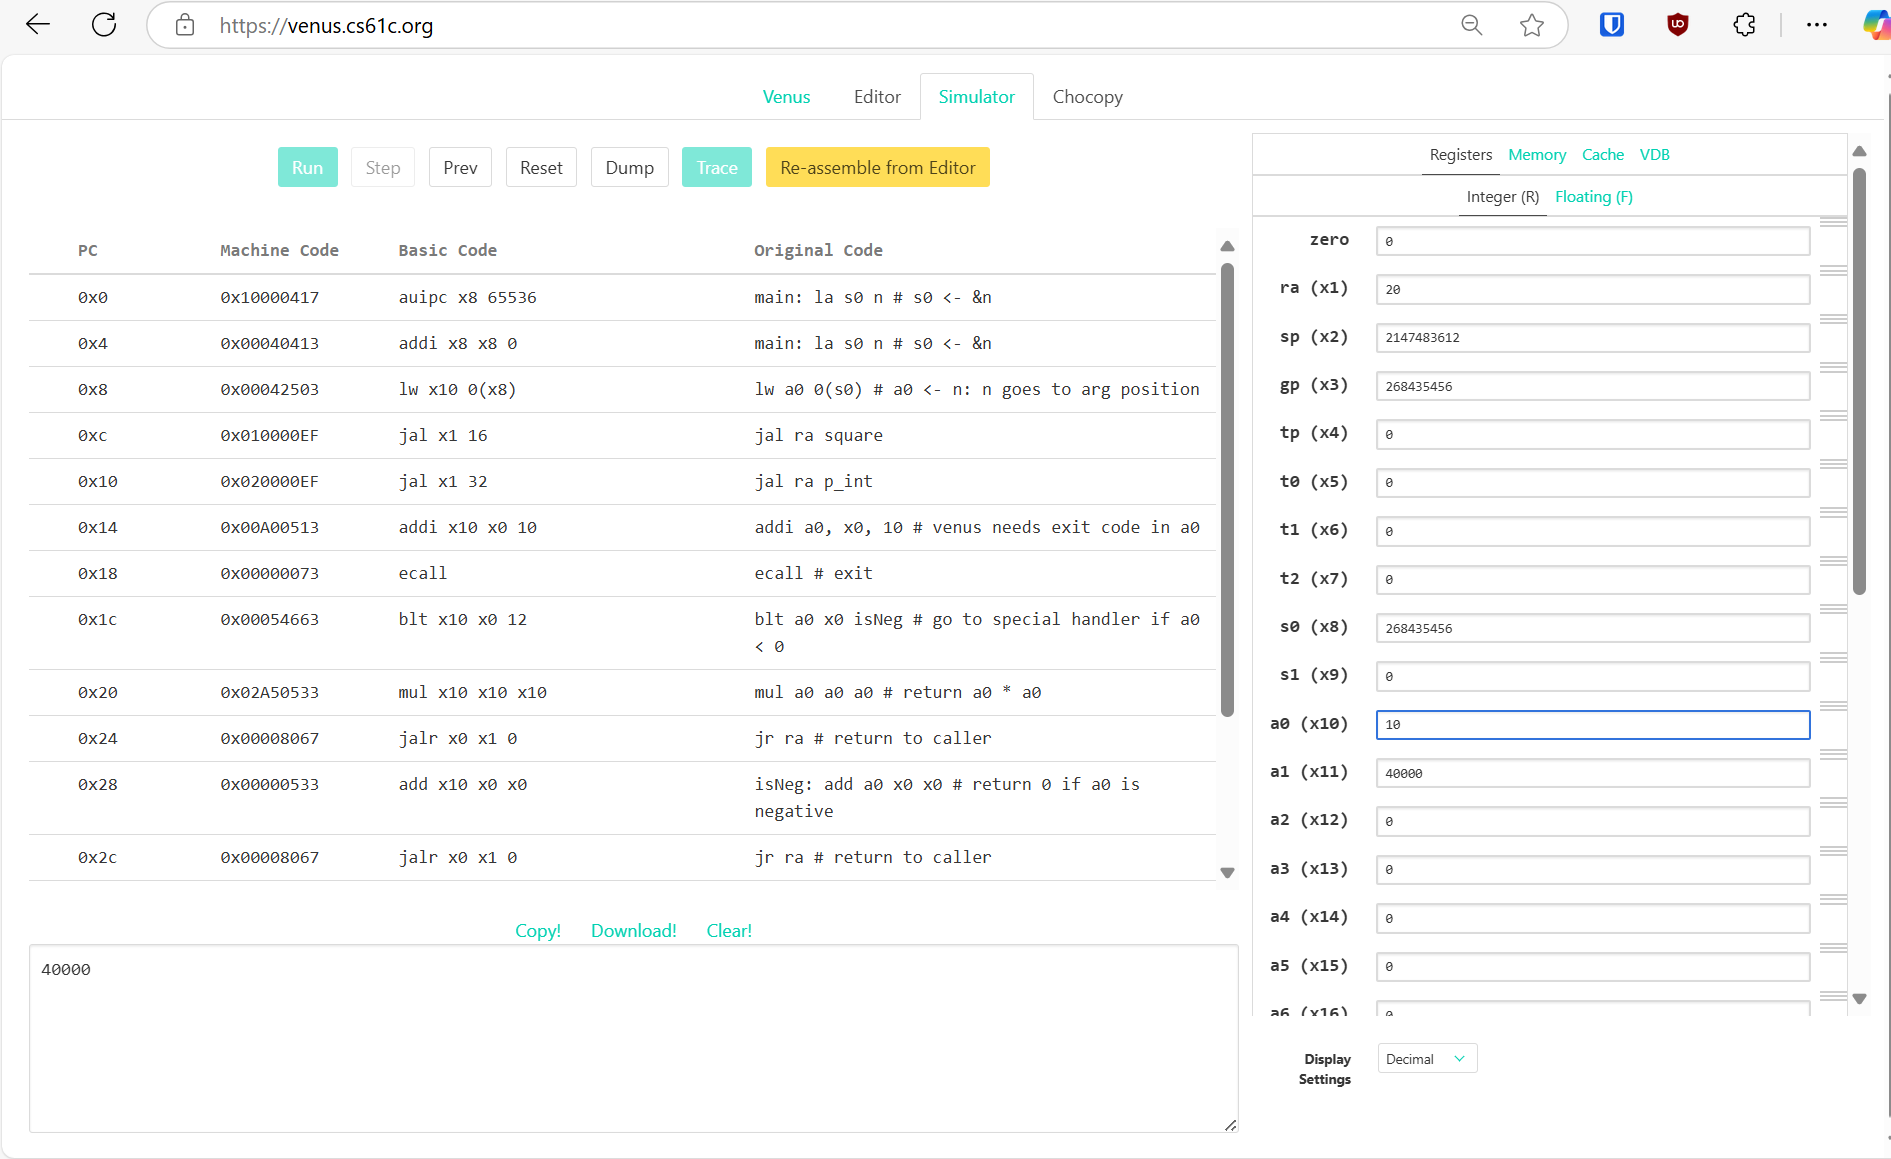 https://venus.cs61c.org
Venus Editor Simulator Chocopy
Run Step Prev Reset Dump Trace Re-assemble from Editor
PC Machine Code Basic Code Original Code
0x0 0x10000417 auipc x8 65536 main: la s0 n # s0 <- &n
0x4 0x00040413 addi x8 x8 0 main: la s0 n # s0 <- &n
0x8 0x00042503 lw x10 0(x8) lw a0 0(s0) # a0 <- n: n goes to arg position
0xc 0x010000EF jal x1 16 jal ra square
0x10 0x020000EF jal x1 32 jal ra p_int
0x14 0x00A00513 addi x10 x0 10 addi a0, x0, 10 # venus needs exit code in a0
0x18 0x00000073 ecall ecall # exit
0x1c 0x00054663 blt x10 x0 12 blt a0 x0 isNeg # go to special handler if a0
< 0
0x20 0x02A50533 mul x10 x10 x10 mul a0 a0 a0 # return a0 * a0
0x24 0x00008067 jalr x0 x1 0 jr ra # return to caller
0x28 0x00000533 add x10 x0 x0 isNeg: add a0 x0 x0 # return 0 if a0 is
negative
0x2c 0x00008067 jalr x0 x1 0 jr ra # return to caller
Copy! Download! Clear!
40000
Registers Memory Cache VDB
Integer (R) Floating (F)
zero 0
ra (x1) 20
sp (x2) 2147483612
gp (x3) 268435456
tp (x4) 0
t0 (x5) 0
t1 (x6) 0
t2 (x7) 0
s0 (x8) 268435456
s1 (x9) 0
a0 (x10) 10
a1 (x11) 40000
a2 (x12) 0
a3 (x13) 0
a4 (x14) 0
a5 (x15) 0
a6 (x16) 0
Display
Settings
Decimal